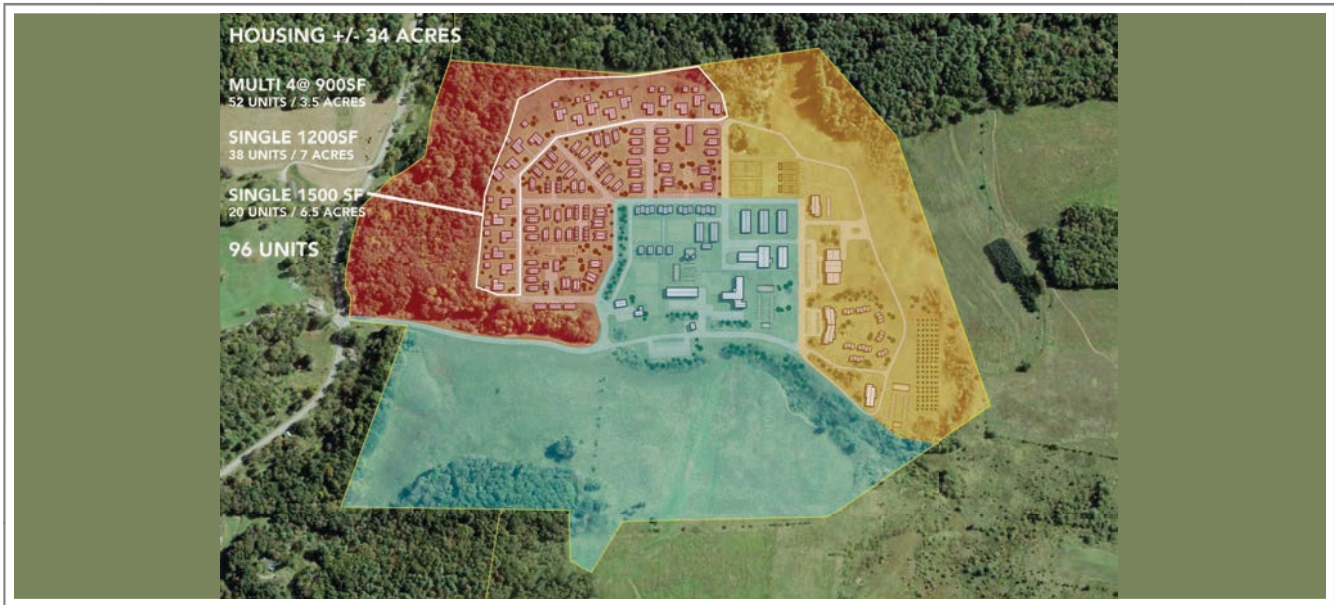 HOUSING +/- 34 ACRES
MULTI 4@ 900SF
52 UNITS / 3.5 ACRES
SINGLE 1200SF
38 UNITS / 7 ACRES
SINGLE 1500 SF
20 UNITS / 6.5 ACRES
96 UNITS